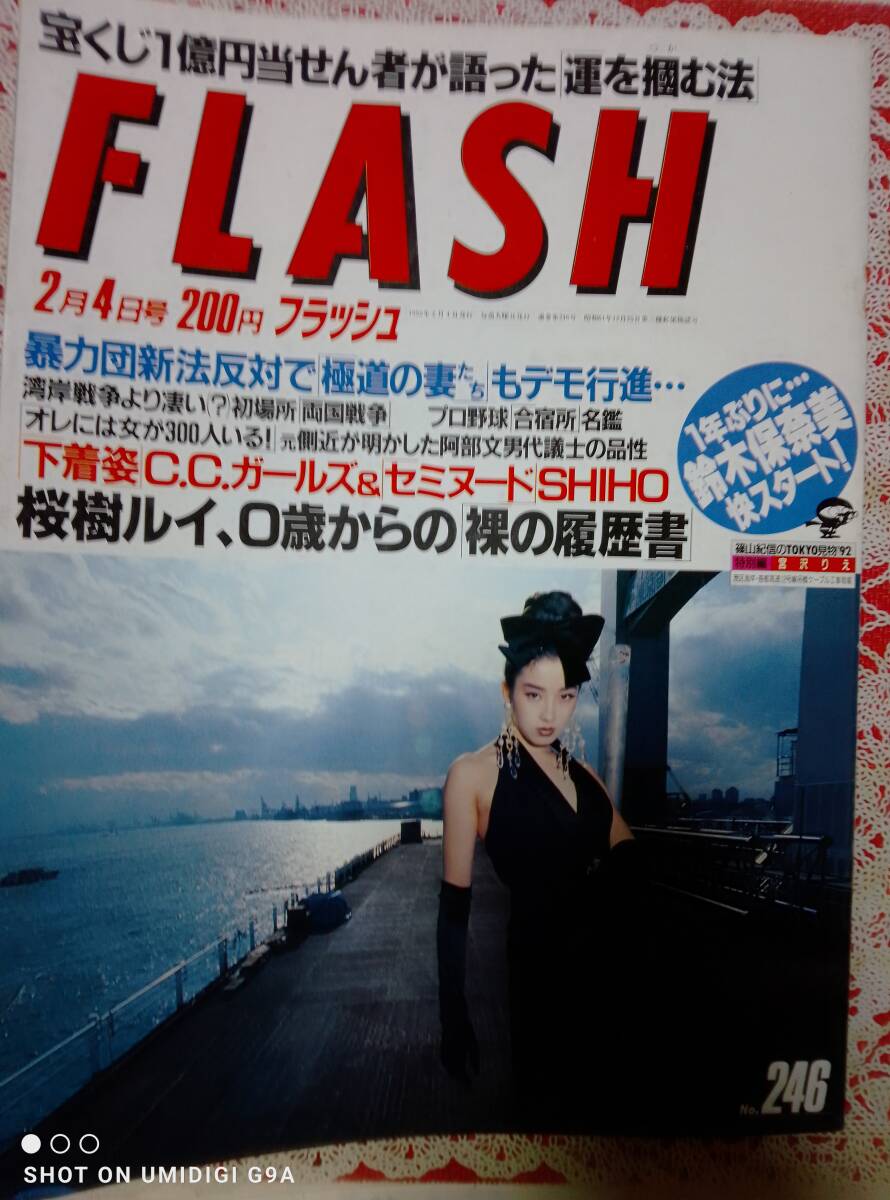 宝くじ1億円当せん者が語った「運を摑む法」
つか
FLASH
2月4日号 200円 フラッシュ
暴力団新法反対で「極道の妻たち」もデモ行進…
湾岸戦争より凄い(?)初場所「両国戦争」 プロ野球「合宿所」名鑑
オレには女が300人いる! 元側近が明かした阿部文男代議士の品性
下着姿「C.C.ガールズ&「セミヌード」SHIHO
桜樹ルイ、0歳からの「裸の履歴書」
1年ぶりに…
鈴木保奈美
快スタート!
篠山紀信のTOKYO見物'92
特別編 宮沢りえ
No.246
SHOT ON UMIDIGI G9A